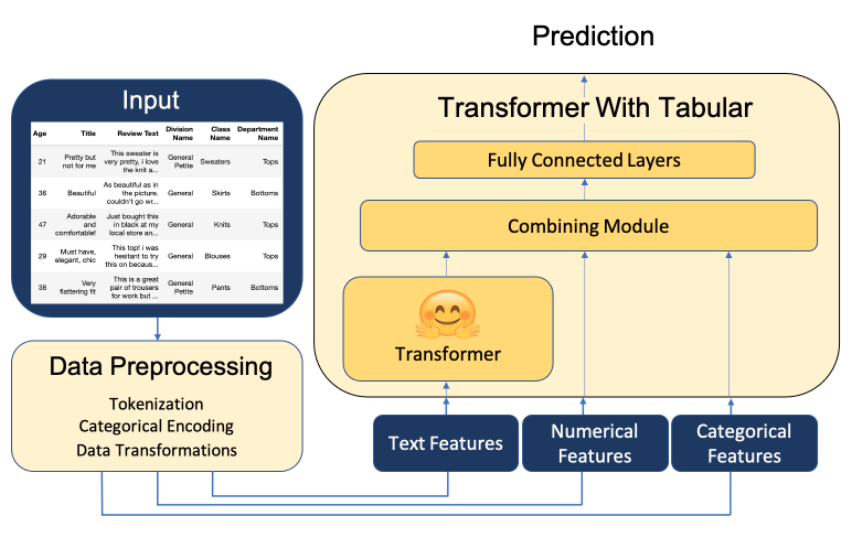 Prediction
Input
Age Title Review Text Division Name Class Name Department Name
21 Pretty but not for me This sweater is very pretty, i love the knit a... General Petite Sweaters Tops
36 Beautiful As beautiful as in the picture. couldn't go wr... General Skirts Bottoms
47 Adorable and comfortable! Just bought this in black at my local store an... General Knits Tops
29 Must have, elegant, chic This top! i was hesitant to try this on becaus... General Blouses Tops
38 Very flattering fit This is a great pair of trousers for work but ... General Petite Pants Bottoms
Data Preprocessing
Tokenization
Categorical Encoding
Data Transformations
Transformer With Tabular
Fully Connected Layers
Combining Module
Transformer
Text Features
Numerical
Features
Categorical
Features